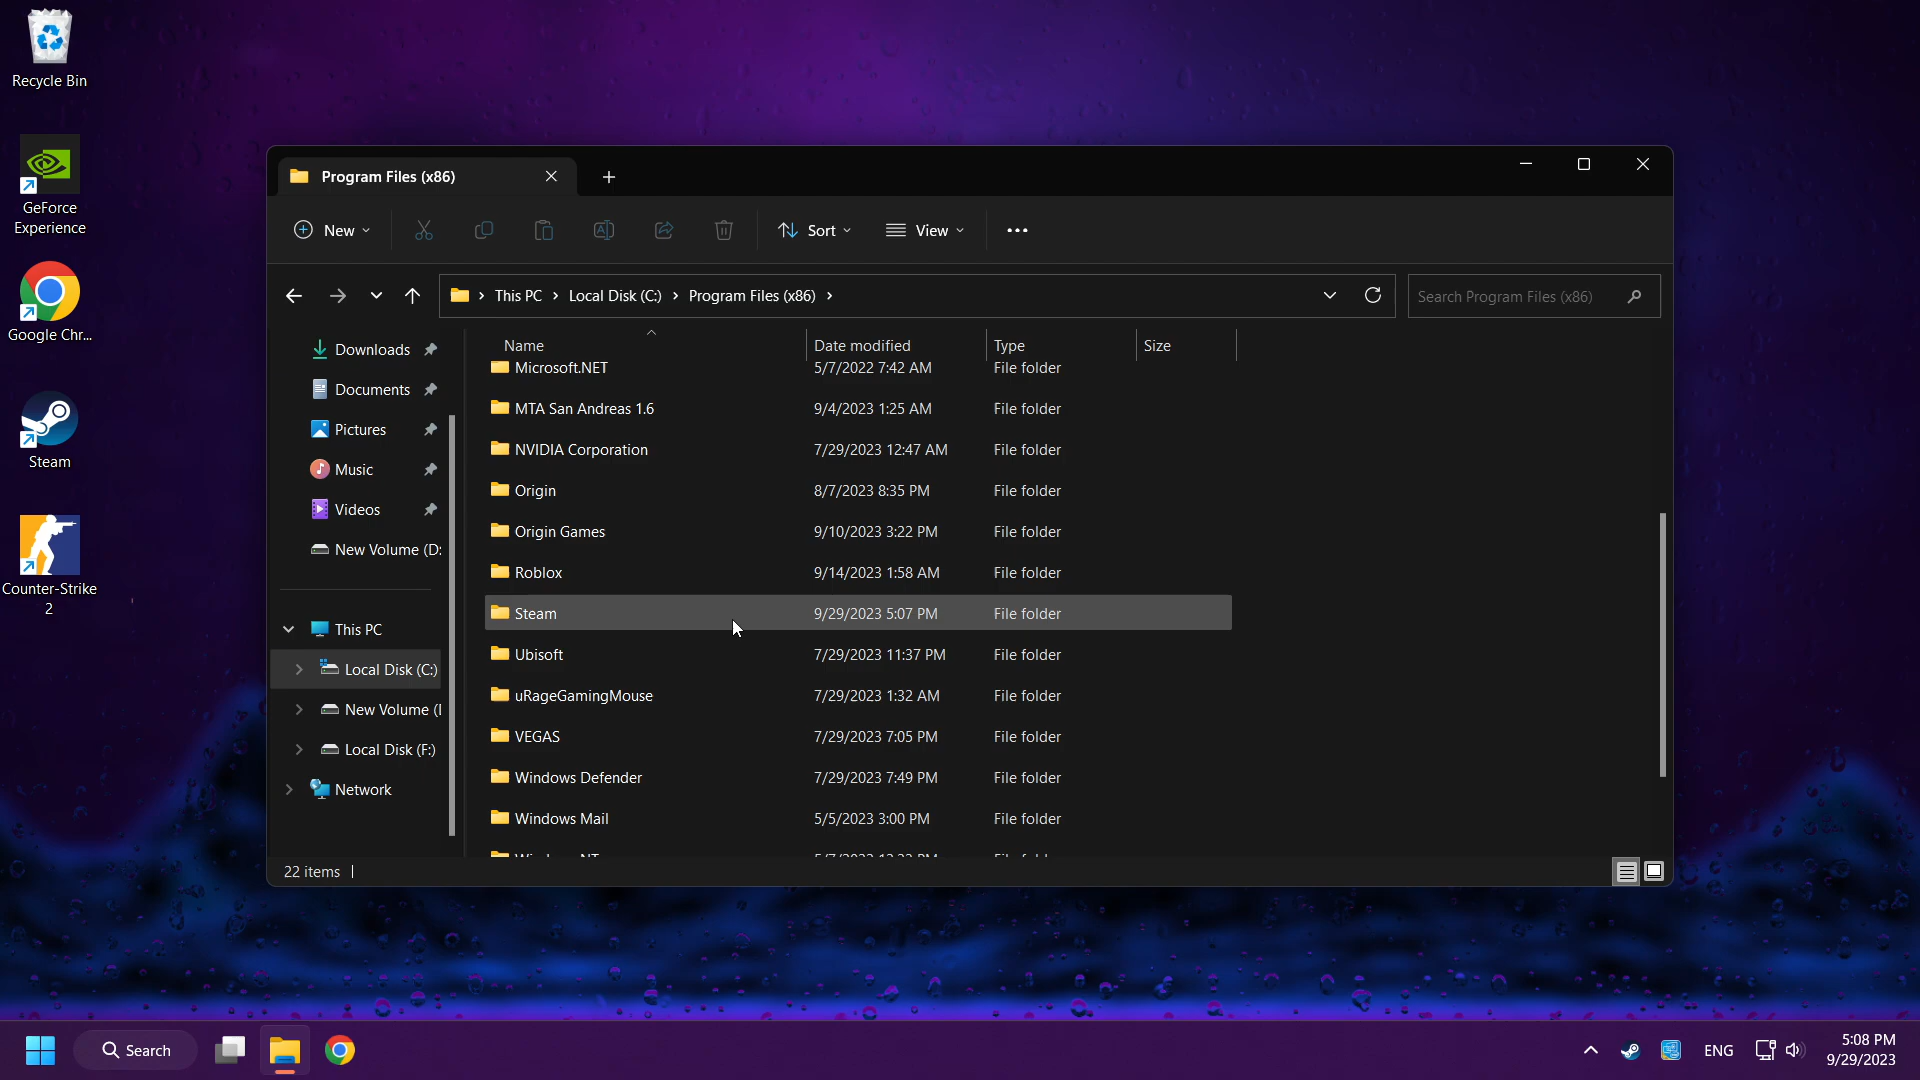 Recycle Bin
GeForce
Experience
Google Chr...
Steam
Counter-Strike
2
Program Files (x86)
New
Sort
View
This PC
Local Disk (C:)
Program Files (x86)
Search Program Files (x86)
Downloads
Documents
Pictures
Music
Videos
New Volume (D:
This PC
Local Disk (C:)
New Volume (
Local Disk (F:)
Network
Name Date modified Type Size
Microsoft.NET 5/7/2022 7:42 AM File folder
MTA San Andreas 1.6 9/4/2023 1:25 AM File folder
NVIDIA Corporation 7/29/2023 12:47 AM File folder
Origin 8/7/2023 8:35 PM File folder
Origin Games 9/10/2023 3:22 PM File folder
Roblox 9/14/2023 1:58 AM File folder
Steam 9/29/2023 5:07 PM File folder
Ubisoft 7/29/2023 11:37 PM File folder
uRageGamingMouse 7/29/2023 1:32 AM File folder
VEGAS 7/29/2023 7:05 PM File folder
Windows Defender 7/29/2023 7:49 PM File folder
Windows Mail 5/5/2023 3:00 PM File folder
22 items
Search
ENG
5:08 PM
9/29/2023